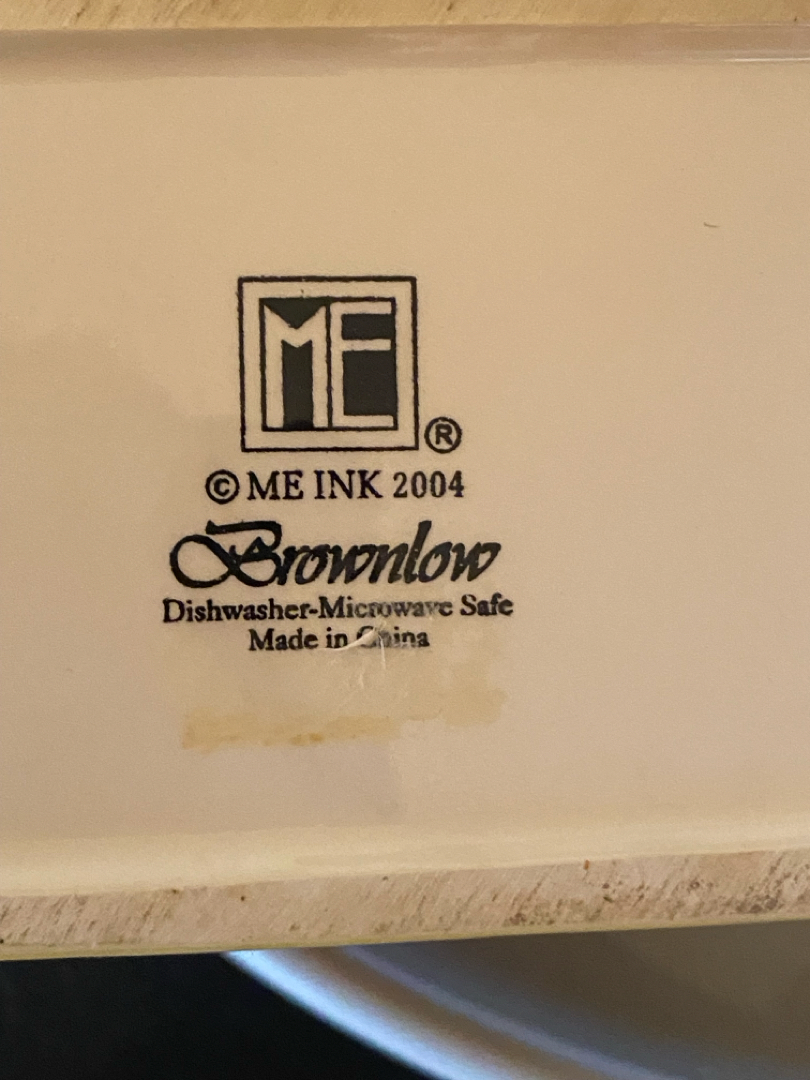 ME ®
© ME INK 2004
Brownlow
Dishwasher-Microwave Safe
Made in China